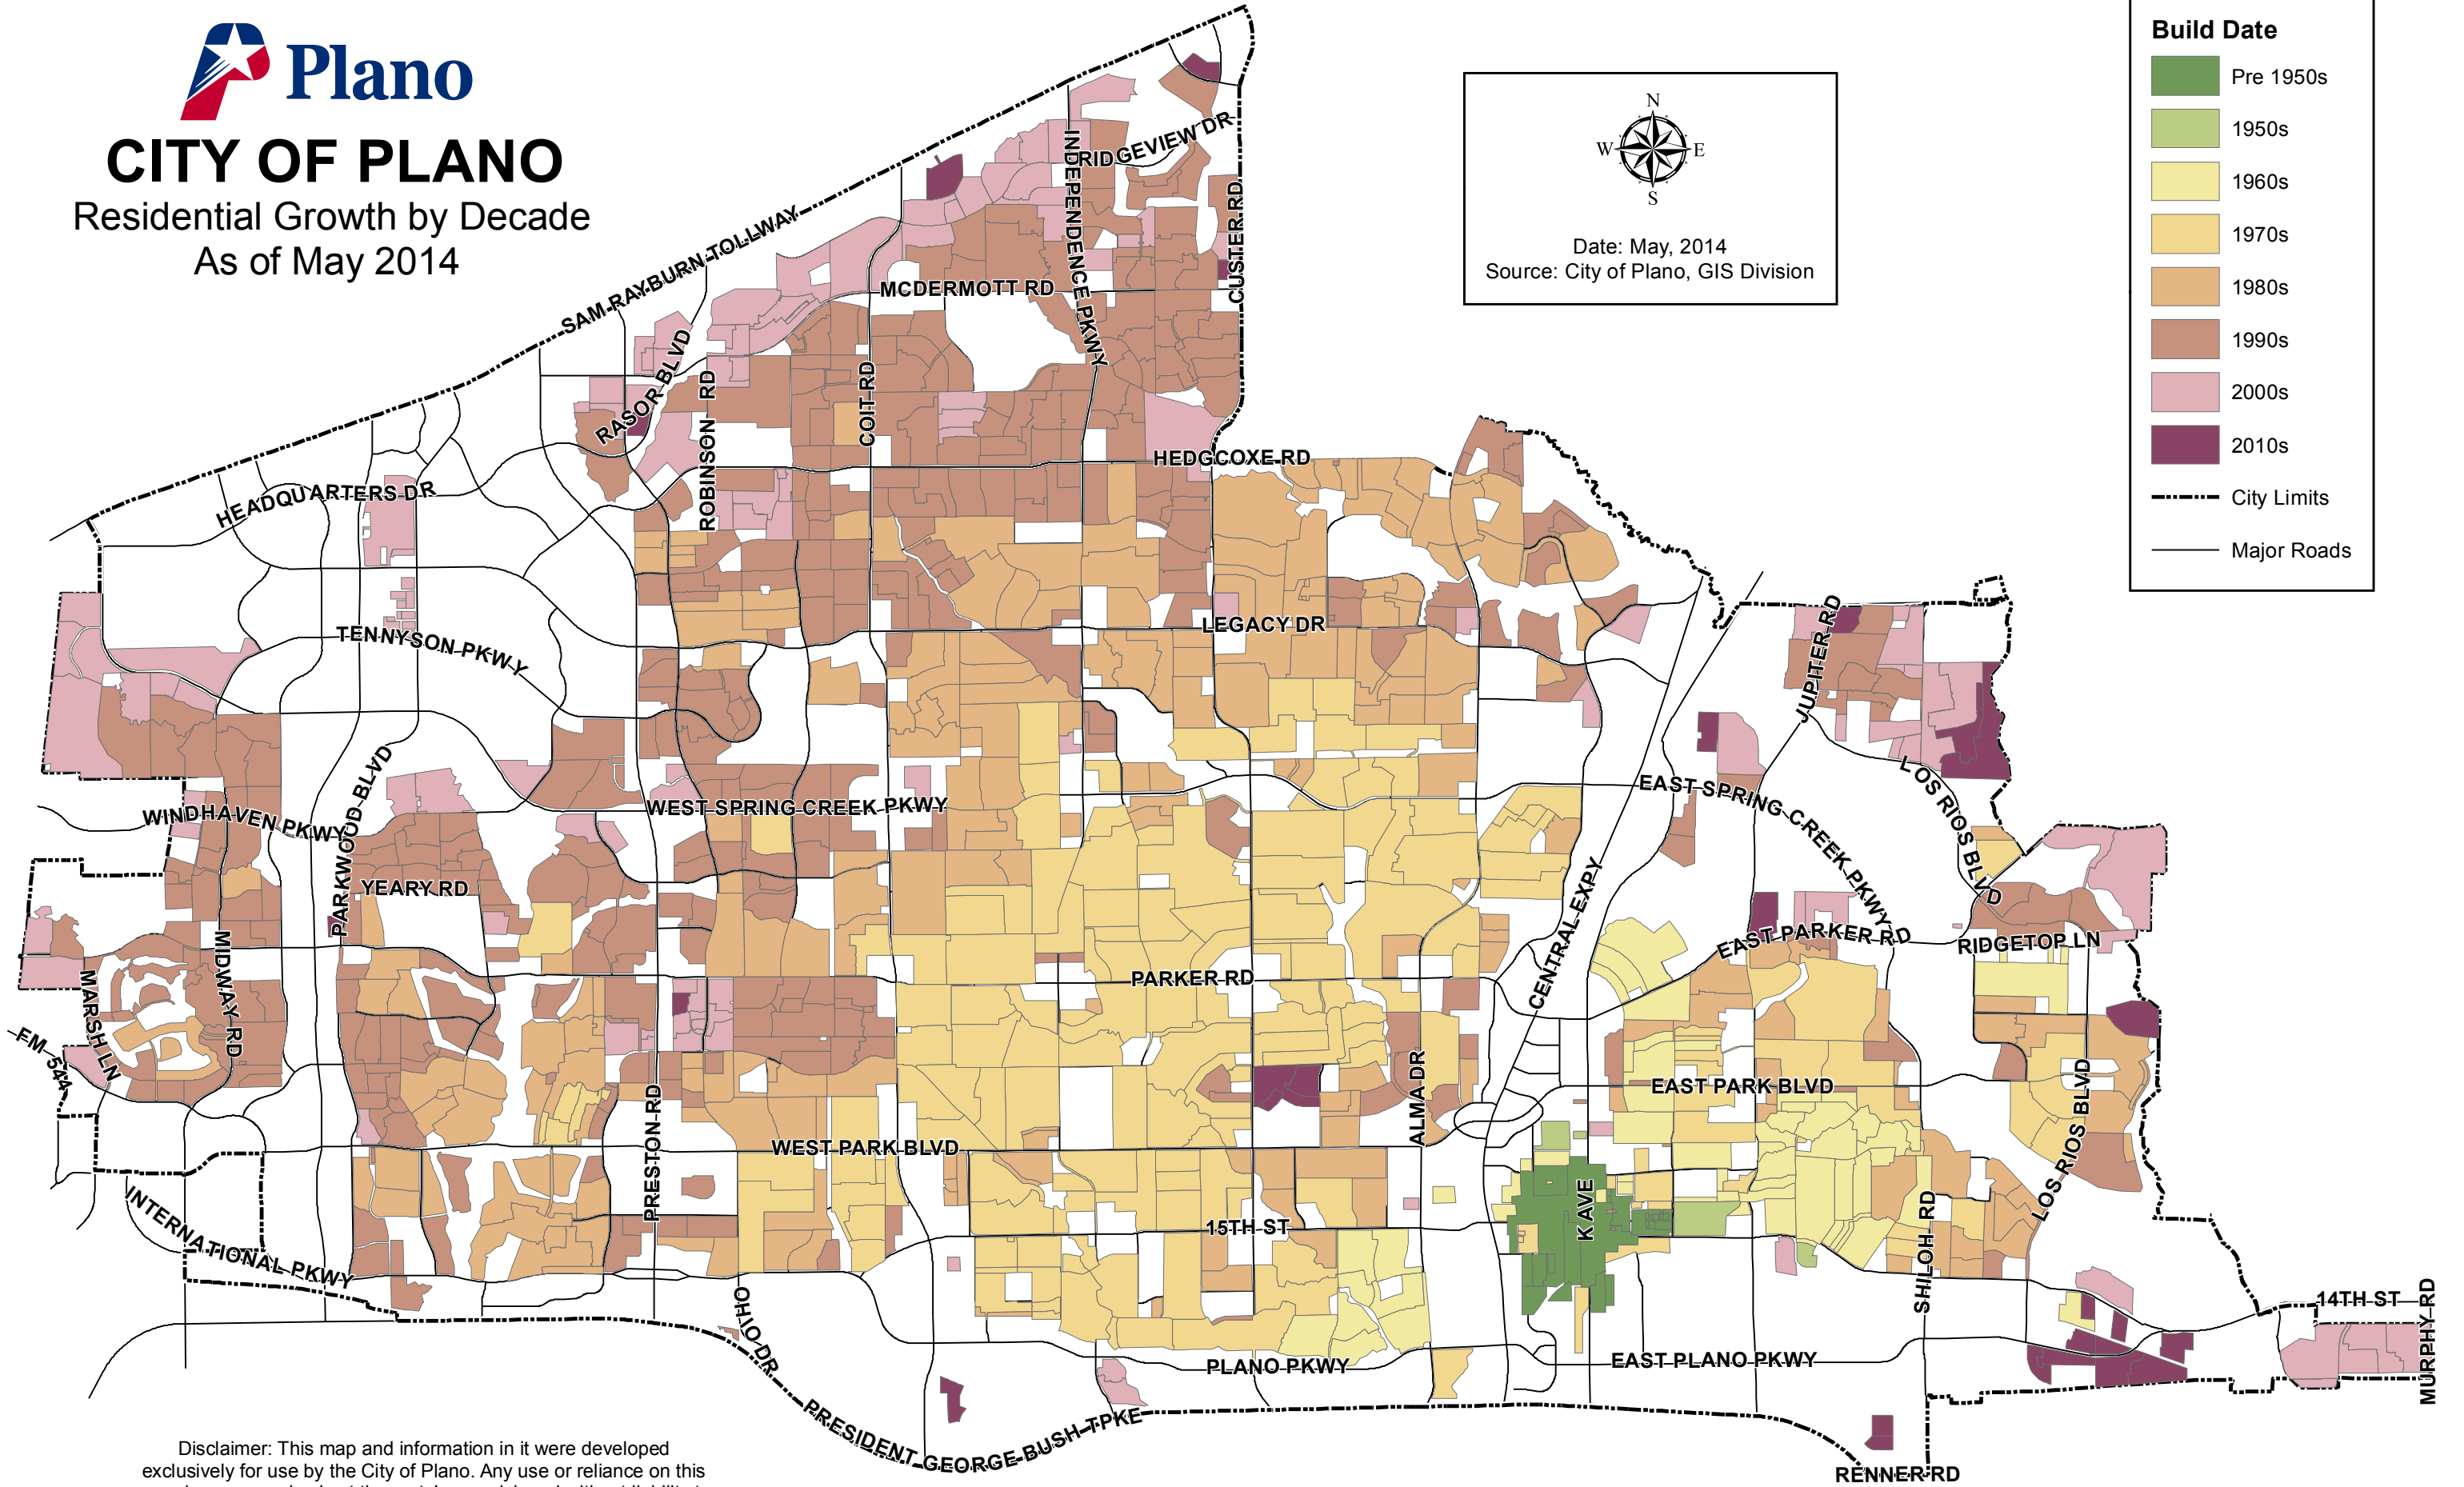 Plano
CITY OF PLANO
Residential Growth by Decade
As of May 2014
N
W
E
S
Date: May, 2014
Source: City of Plano, GIS Division
Build Date
Pre 1950s
1950s
1960s
1970s
1980s
1990s
2000s
2010s
City Limits
Major Roads
RIDGEVIEW DR
INDEPENDENCE PKWY
CUSTER RD
SAM RAYBURN TOLLWAY
MCDERMOTT RD
RASOR BLVD
ROBINSON RD
COIT RD
HEDGCOXE RD
HEADQUARTERS DR
TENNYSON PKWY
LEGACY DR
JUPITER RD
PARKWOOD BLVD
WINDHAVEN PKWY
WEST SPRING CREEK PKWY
EAST SPRING CREEK PKWY
LOS RIOS BLVD
YEARY RD
CENTRAL EXPY
EAST PARKER RD
RIDGETOP LN
MIDWAY RD
MARSH LN
PARKER RD
FM 544
ALMA DR
EAST PARK BLVD
PRESTON RD
WEST PARK BLVD
LOS RIOS BLVD
INTERNATIONAL PKWY
15TH ST
K AVE
SHILOH RD
OHIO DR
14TH ST
MURPHY RD
PLANO PKWY
EAST PLANO PKWY
PRESIDENT GEORGE BUSH TPKE
RENNER RD
Disclaimer: This map and information in it were developed
exclusively for use by the City of Plano. Any use or reliance on this